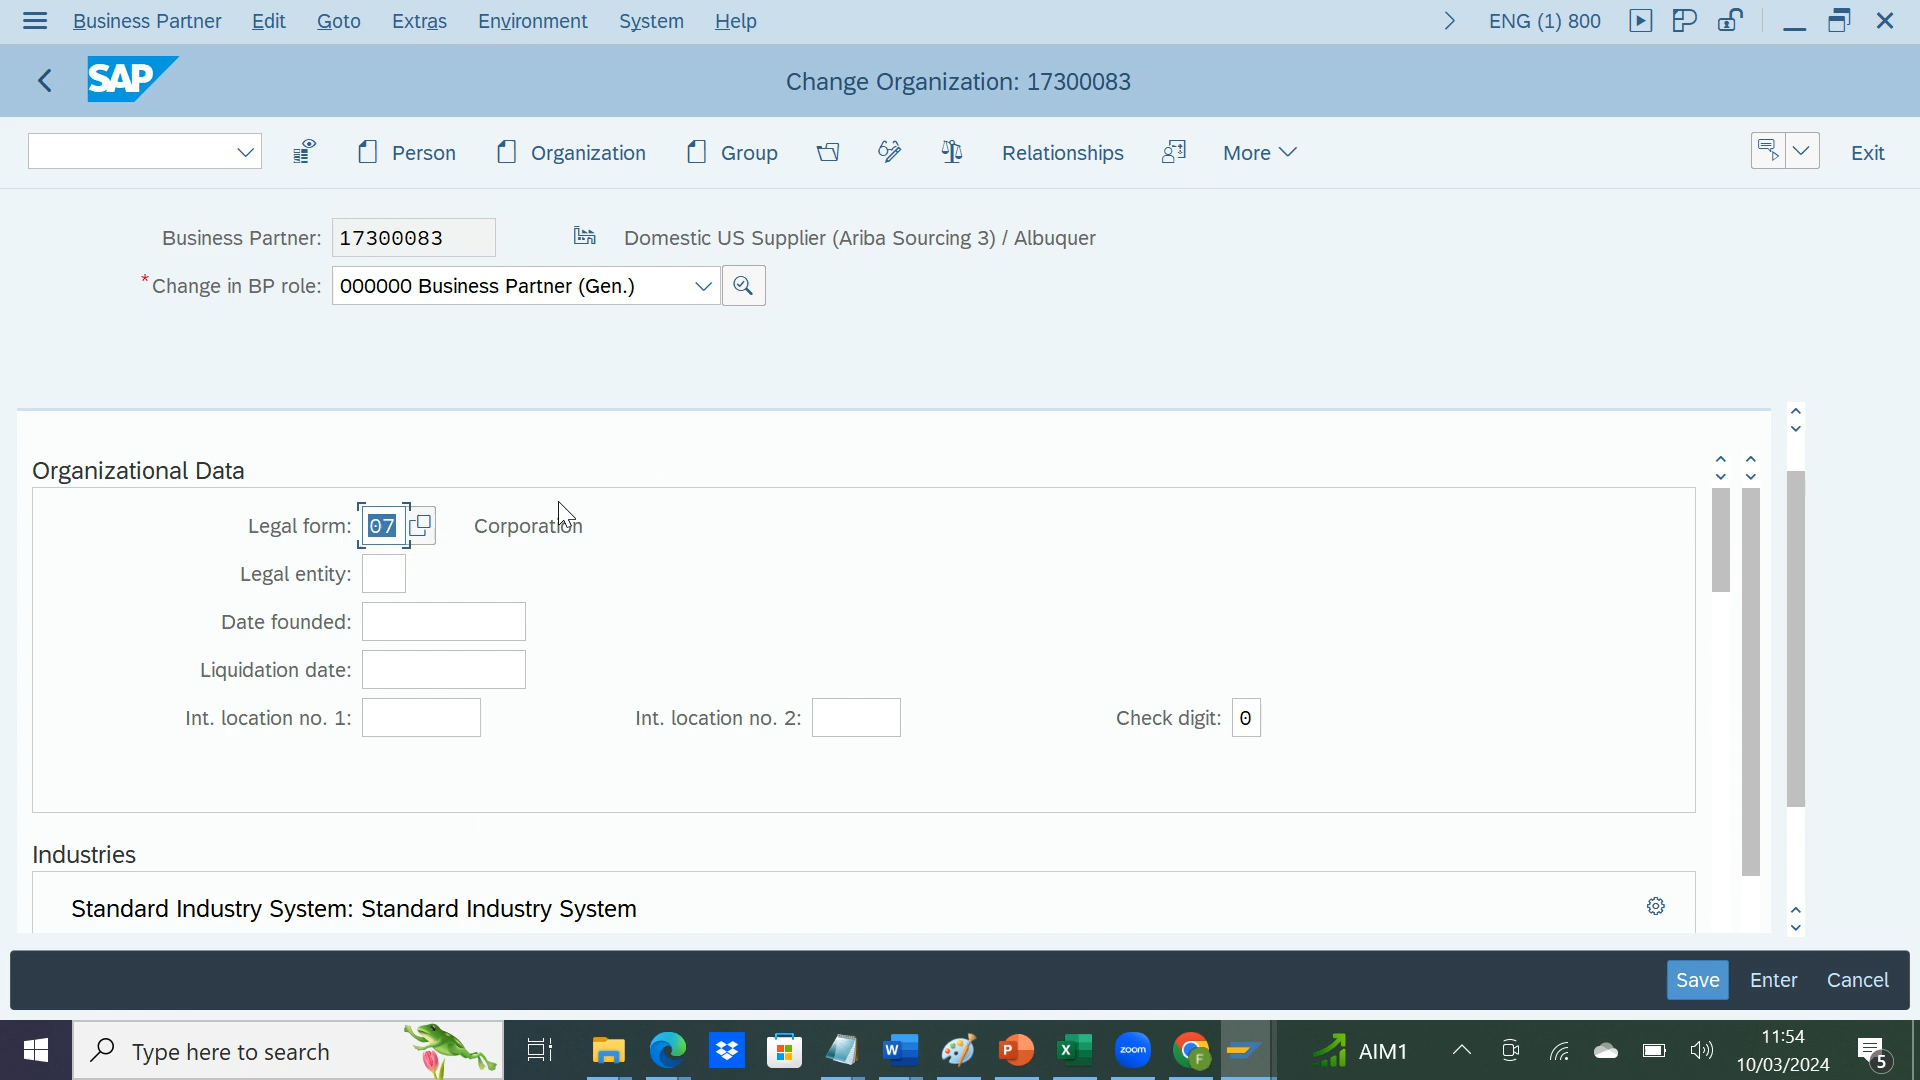 Business Partner Edit Goto Extras Environment System Help ENG (1) 800
SAP Change Organization: 17300083
Person Organization Group Relationships More Exit
Business Partner: 17300083 Domestic US Supplier (Ariba Sourcing 3) / Albuquer
* Change in BP role: 000000 Business Partner (Gen.)
Organizational Data
Legal form: 07 Corporation
Legal entity:
Date founded:
Liquidation date:
Int. location no. 1: Int. location no. 2: Check digit: 0
Industries
Standard Industry System: Standard Industry System
Save Enter Cancel
Type here to search zoom AIM1 11:54
10/03/2024 5